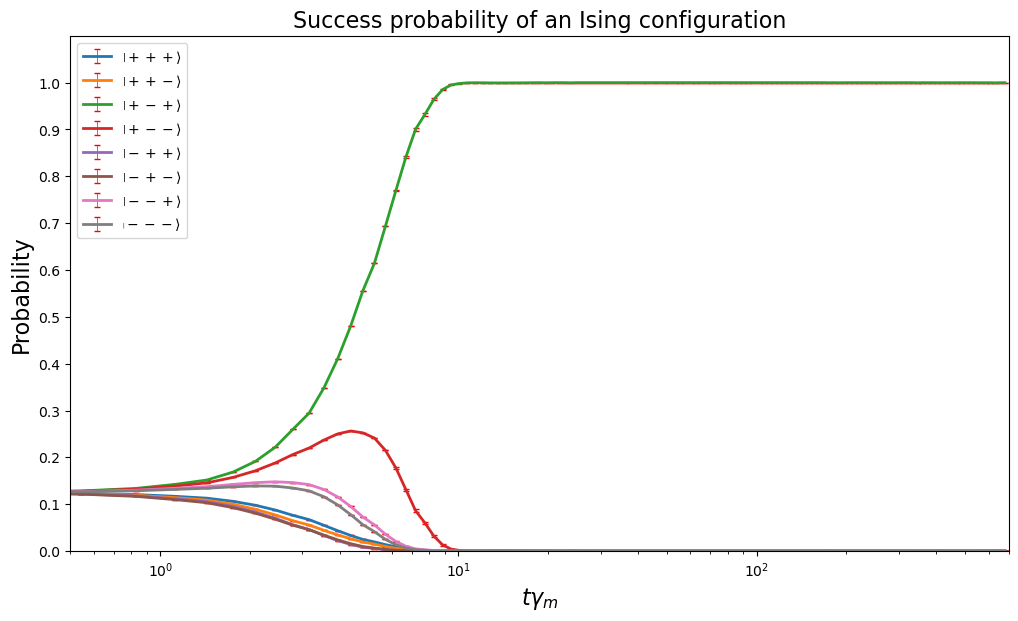 Success probability of an Ising configuration
|+ + +⟩
|+ + −⟩
|+ − +⟩
|+ − −⟩
|− + +⟩
|− + −⟩
|− − +⟩
|− − −⟩
Probability
1.0
0.9
0.8
0.7
0.6
0.5
0.4
0.3
0.2
0.1
0.0
10⁰
10¹
10²
tγₘ